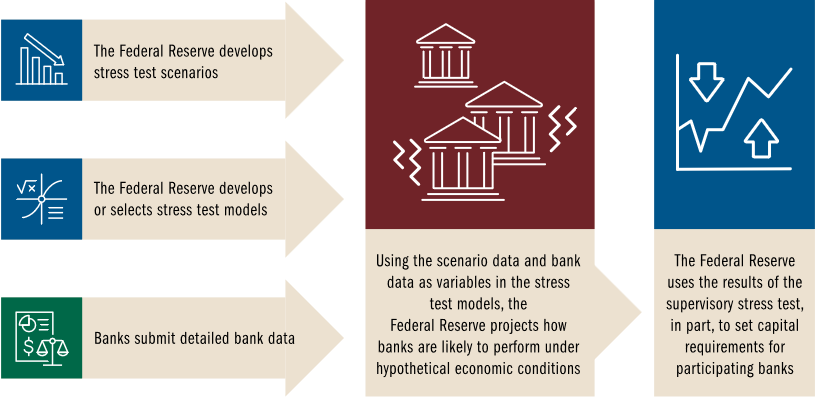 The Federal Reserve develops
stress test scenarios
√x
The Federal Reserve develops
or selects stress test models
$
Banks submit detailed bank data
Using the scenario data and bank
data as variables in the stress
test models, the
Federal Reserve projects how
banks are likely to perform under
hypothetical economic conditions
The Federal Reserve
uses the results of the
supervisory stress test,
in part, to set capital
requirements for
participating banks